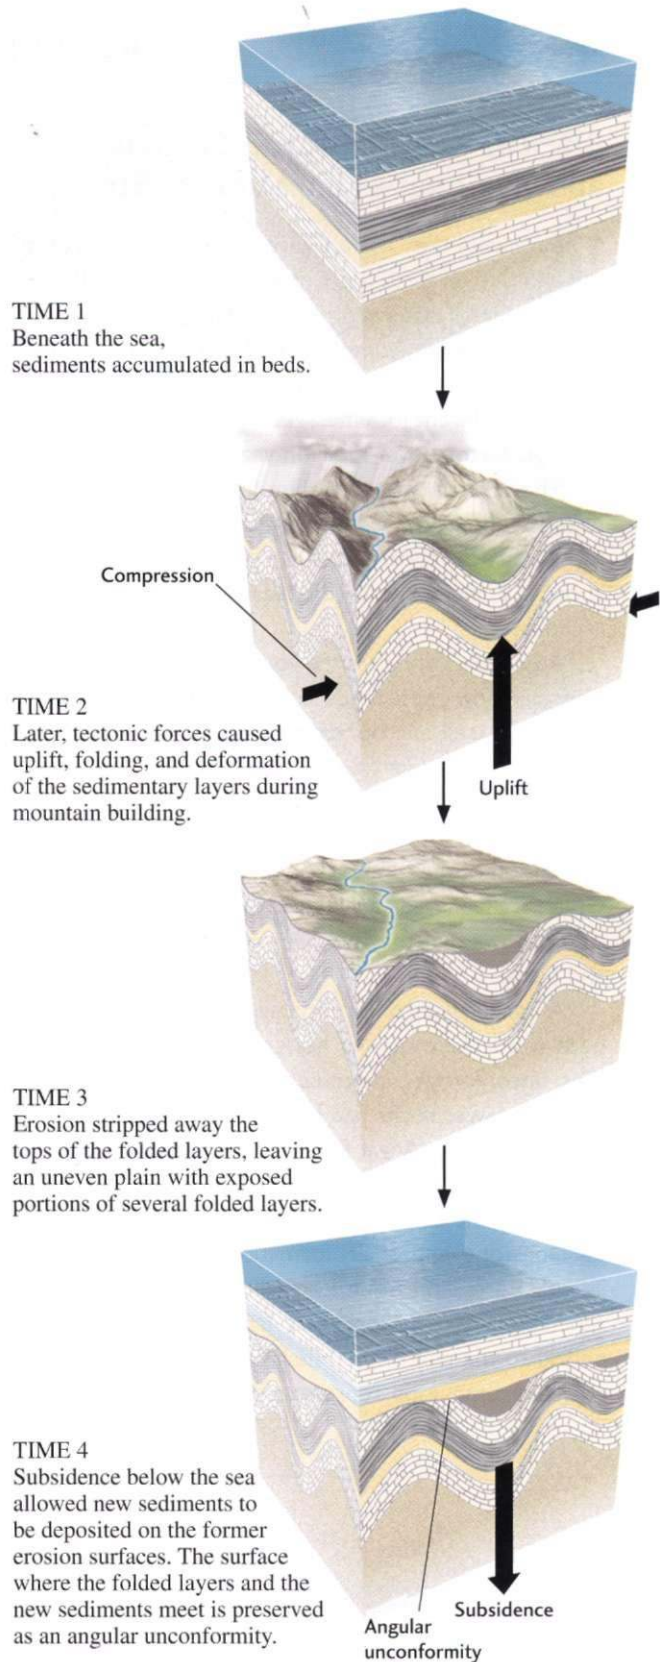 TIME 1
Beneath the sea,
sediments accumulated in beds.
Compression
TIME 2
Later, tectonic forces caused
uplift, folding, and deformation
of the sedimentary layers during
mountain building.
Uplift
TIME 3
Erosion stripped away the
tops of the folded layers, leaving
an uneven plain with exposed
portions of several folded layers.
TIME 4
Subsidence below the sea
allowed new sediments to
be deposited on the former
erosion surfaces. The surface
where the folded layers and the
new sediments meet is preserved
as an angular unconformity.
Subsidence
Angular
unconformity